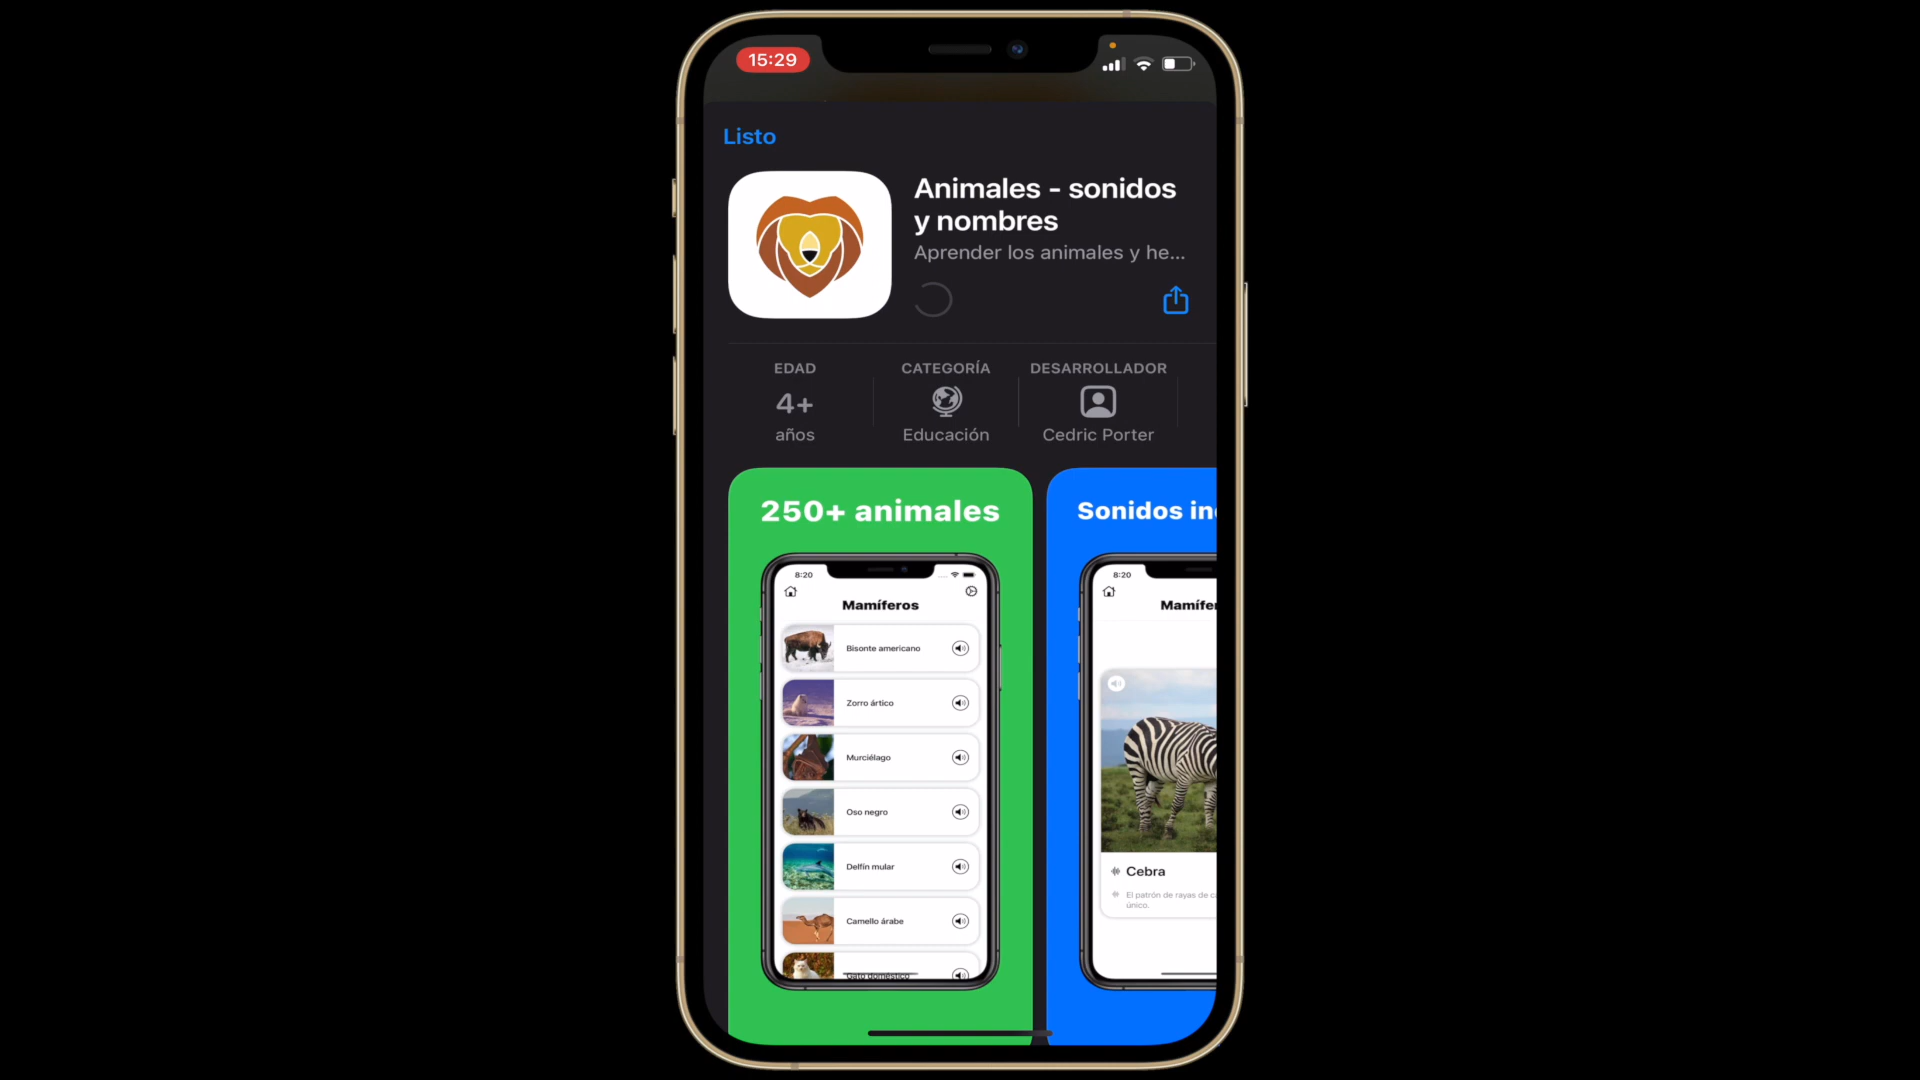 15:29
Listo
Animales - sonidos
y nombres
Aprender los animales y he...
EDAD
4+
años
CATEGORÍA
Educación
DESARROLLADOR
Cedric Porter
250+ animales
8:20
Mamíferos
Bisonte americano
Zorro ártico
Murciélago
Oso negro
Delfín mular
Camello árabe
Gato doméstico
Sonidos in
8:20
Mamífe
Cebra
El patrón de rayas de c
único.